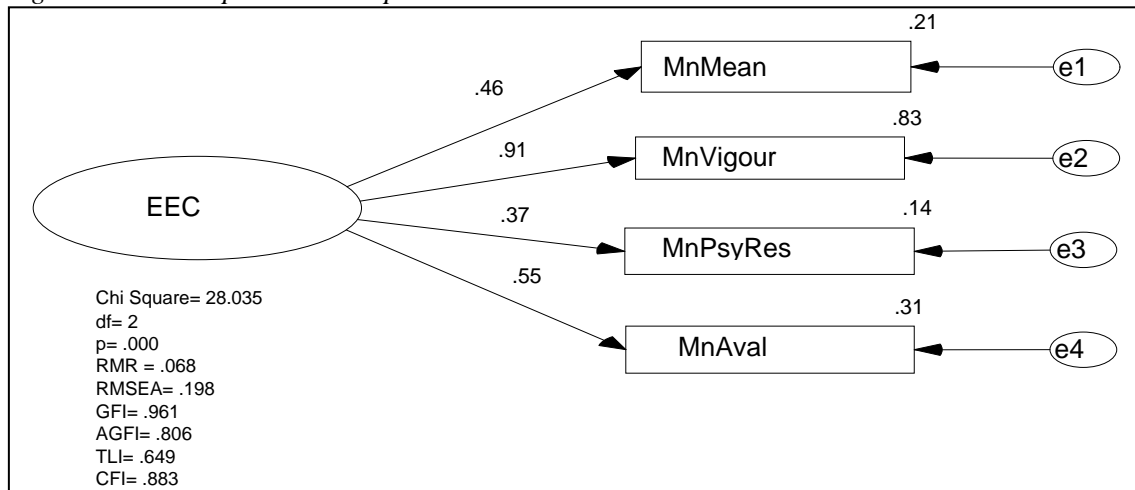 .21
MnMean
e1
.46
.83
.91
MnVigour
e2
EEC
.37
.14
MnPsyRes
e3
.55
.31
MnAval
e4
Chi Square= 28.035
df= 2
p= .000
RMR = .068
RMSEA= .198
GFI= .961
AGFI= .806
TLI= .649
CFI= .883